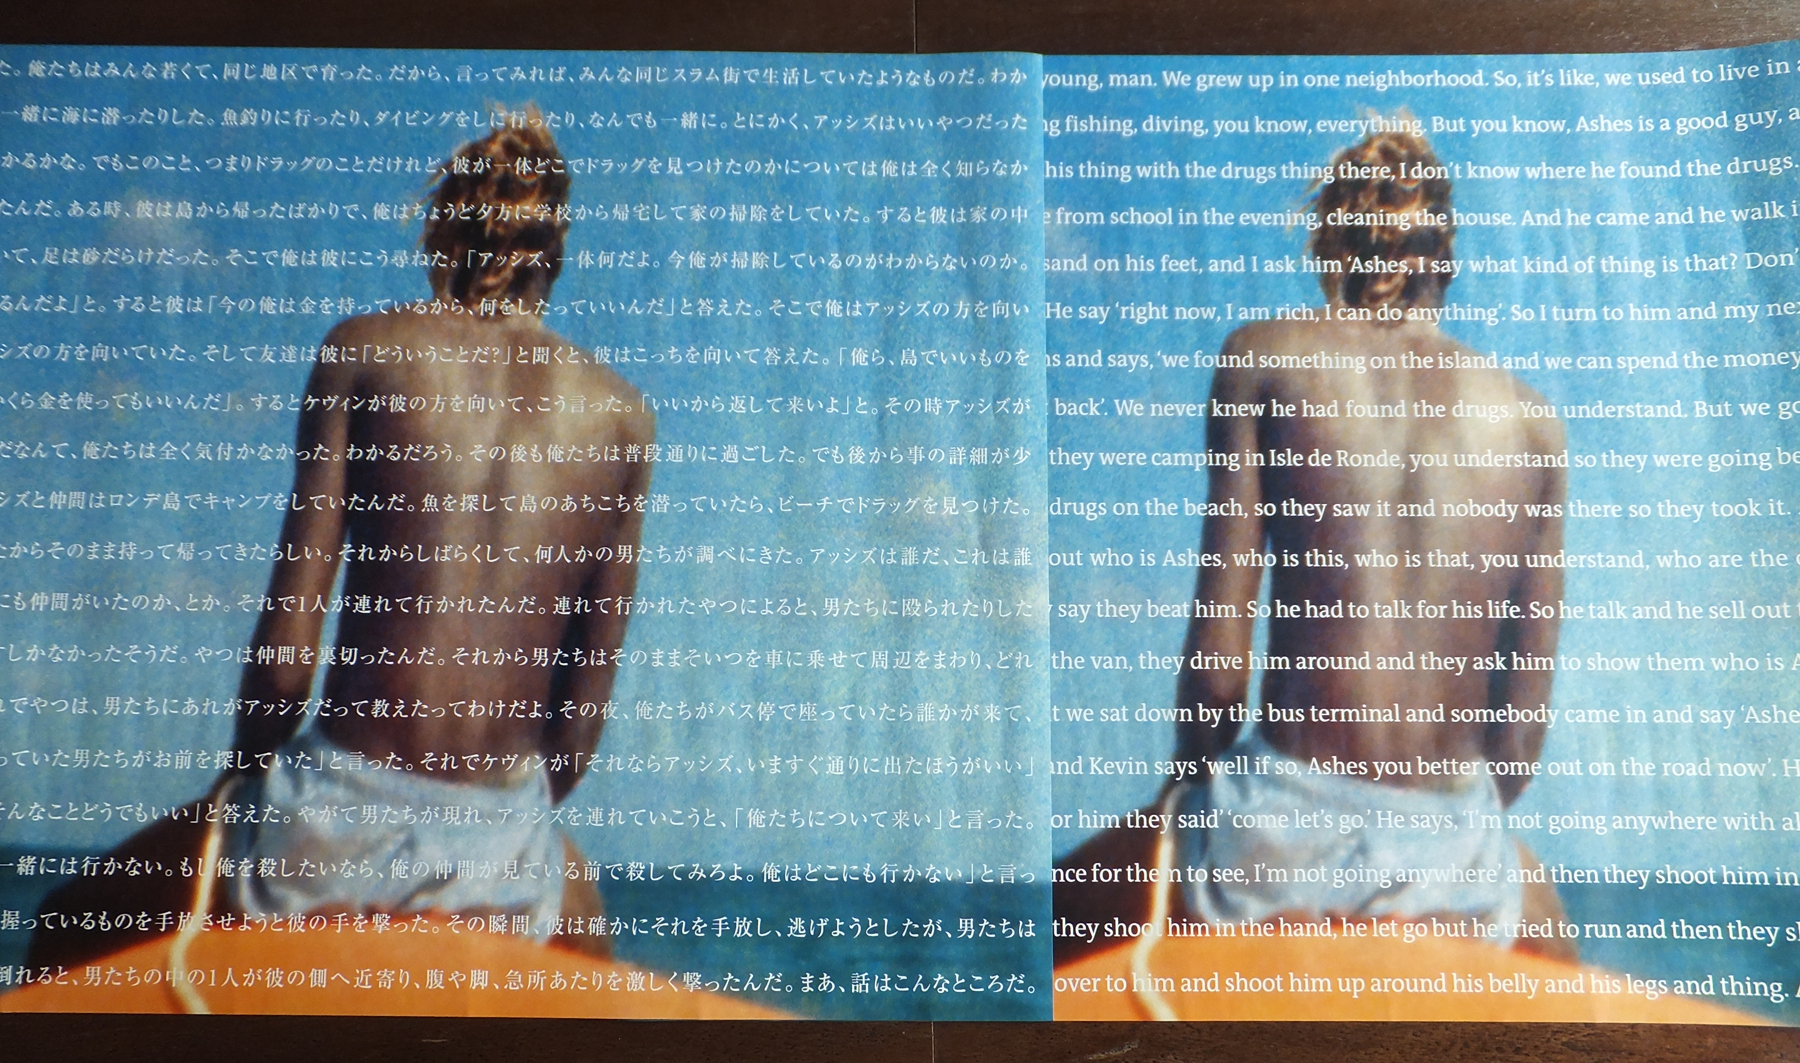 た。俺たちはみんな若くて、同じ地区で育った。だから、言ってみれば、みんな同じスラム街で生活していたようなものだ。わか
一緒に海に潜ったりした。魚釣りに行ったり、ダイビングをしに行ったり、なんでも一緒に。とにかく、アッシズはいいやつだった
かるかな。でもこのこと、つまりドラッグのことだけれど、彼が一体どこでドラッグを見つけたのかについては俺は全く知らなか
たんだ。ある時、彼は島から帰ったばかりで、俺はちょうど夕方に学校から帰宅して家の掃除をしていた。すると彼は家の中
いて、足は砂だらけだった。そこで俺は彼にこう尋ねた。「アッシズ、一体何だよ。今俺が掃除しているのがわからないのか。
るんだよ」と。すると彼は「今の俺は金を持っているから、何をしたっていいんだ」と答えた。そこで俺はアッシズの方を向い
シズの方を向いていた。そして友達は彼に「どういうことだ?」と聞くと、彼はこっちを向いて答えた。「俺ら、島でいいものを
くら金を使ってもいいんだ」。するとケヴィンが彼の方を向いて、こう言った。「いいから返して来いよ」と。その時アッシズが
だなんて、俺たちは全く気付かなかった。わかるだろう。その後も俺たちは普段通りに過ごした。でも後から事の詳細が少
シズと仲間はロンデ島でキャンプをしていたんだ。魚を探して島のあちこちを潜っていたら、ビーチでドラッグを見つけた。
たからそのまま持って帰ってきたらしい。それからしばらくして、何人かの男たちが調べにきた。アッシズは誰だ、これは誰
にも仲間がいたのか、とか。それで1人が連れて行かれたんだ。連れて行かれたやつによると、男たちに殴られたりした
すしかなかったそうだ。やつは仲間を裏切ったんだ。それから男たちはそのままそいつを車に乗せて周辺をまわり、どれ
れでやつは、男たちにあれがアッシズだって教えたってわけだよ。その夜、俺たちがバス停で座っていたら誰かが来て、
っていた男たちがお前を探していた」と言った。それでケヴィンが「それならアッシズ、いますぐ通りに出たほうがいい」
そんなことどうでもいい」と答えた。やがて男たちが現れ、アッシズを連れていこうと、「俺たちについて来い」と言った。
一緒には行かない。もし俺を殺したいなら、俺の仲間が見ている前で殺してみろよ。俺はどこにも行かない」と言っ
握っているものを手放させようと彼の手を撃った。その瞬間、彼は確かにそれを手放し、逃げようとしたが、男たちは
倒れると、男たちの中の1人が彼の側へ近寄り、腹や脚、急所あたりを激しく撃ったんだ。まあ、話はこんなところだ。
young, man. We grew up in one neighborhood. So, it's like, we used to live in
ng fishing, diving, you know, everything. But you know, Ashes is a good guy, a
his thing with the drugs thing there, I don't know where he found the drugs.
e from school in the evening, cleaning the house. And he came and he walk i
sand on his feet, and I ask him 'Ashes, I say what kind of thing is that? Don'
He say 'right now, I am rich, I can do anything'. So I turn to him and my ne
ns and says, 'we found something on the island and we can spend the money
back'. We never knew he had found the drugs. You understand. But we go
they were camping in Isle de Ronde, you understand so they were going be
drugs on the beach, so they saw it and nobody was there so they took it.
out who is Ashes, who is this, who is that, you understand, who are the
say they beat him. So he had to talk for his life. So he talk and he sell out
the van, they drive him around and they ask him to show them who is A
t we sat down by the bus terminal and somebody came in and say 'Ashe
and Kevin says 'well if so, Ashes you better come out on the road now'. H
or him they said' 'come let's go.' He says, 'I'm not going anywhere with al
nce for them to see, I'm not going anywhere' and then they shoot him in
they shoot him in the hand, he let go but he tried to run and then they s
over to him and shoot him up around his belly and his legs and thing.